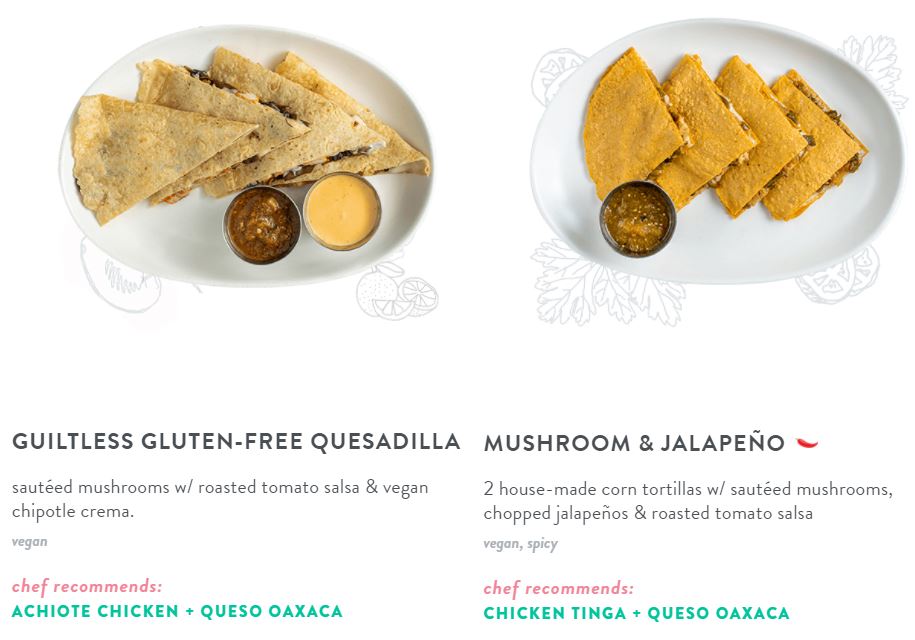 GUILTLESS GLUTEN-FREE QUESADILLA
sautéed mushrooms w/ roasted tomato salsa & vegan
chipotle crema.
vegan
chef recommends:
ACHIOTE CHICKEN + QUESO OAXACA
MUSHROOM & JALAPEÑO
2 house-made corn tortillas w/ sautéed mushrooms,
chopped jalapeños & roasted tomato salsa
vegan, spicy
chef recommends:
CHICKEN TINGA + QUESO OAXACA